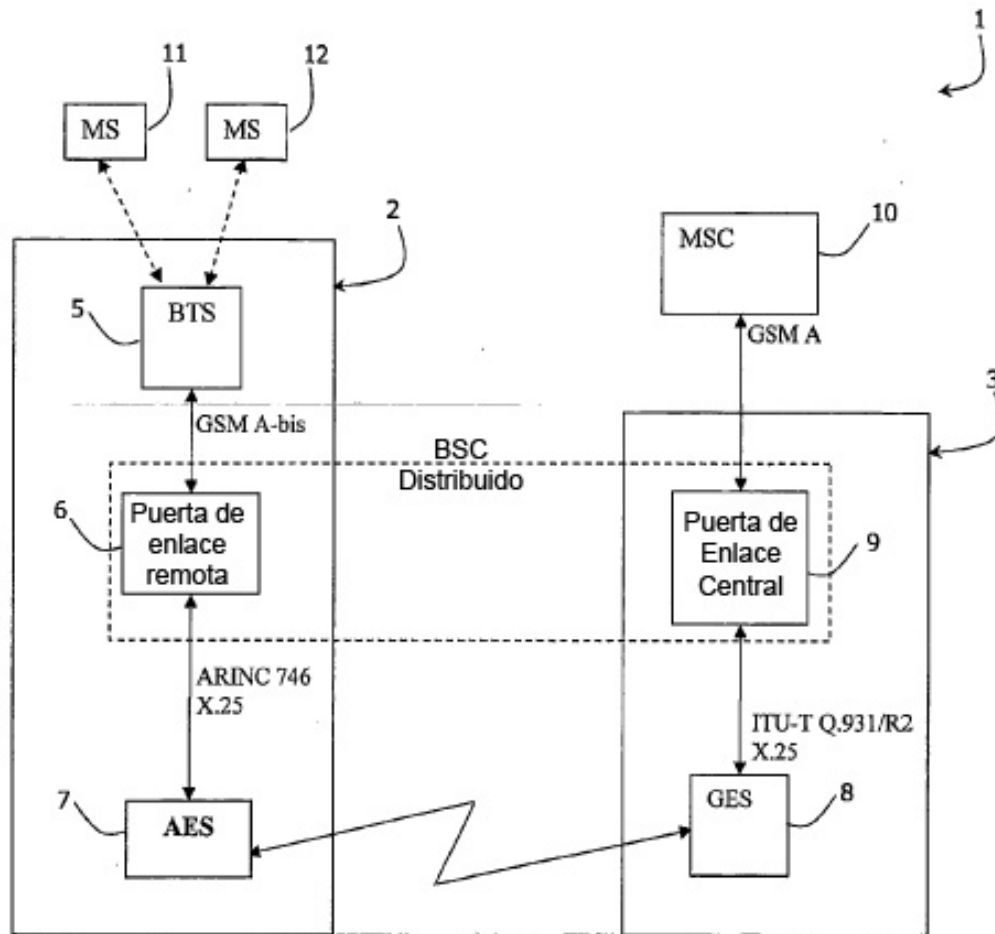 1
11
12
MS
MS
2
10
MSC
5
BTS
GSM A
3
GSM A-bis
BSC
Distribuido
6
Puerta de
enlace
remota
Puerta de
Enlace
Central
9
ARINC 746
X.25
ITU-T Q.931/R2
X.25
7
AES
GES
8